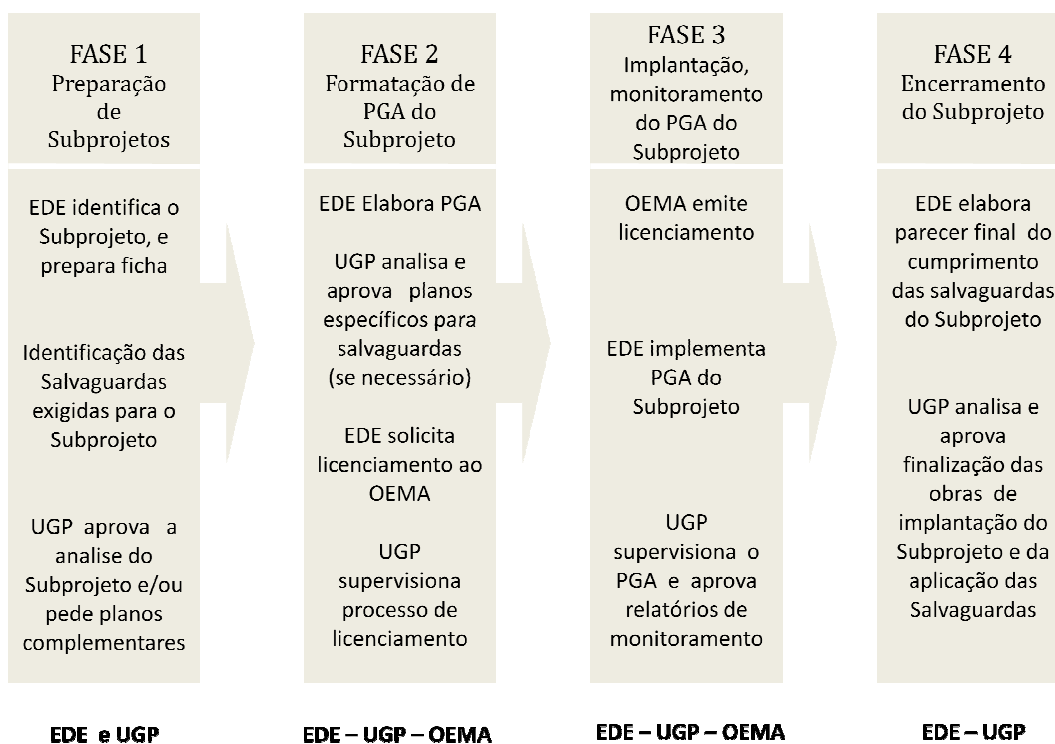 FASE 1
Preparação
de
Subprojetos
EDE identifica o
Subprojeto, e
prepara ficha
Identificação das
Salvaguardas
exigidas para o
Subprojeto
UGP aprova a
analise do
Subprojeto e/ou
pede planos
complementares
EDE e UGP
FASE 2
Formatação de
PGA do
Subprojeto
EDE Elabora PGA
UGP analisa e
aprova planos
específicos para
salvaguardas
(se necessário)
EDE solicita
licenciamento ao
OEMA
UGP
supervisiona
processo de
licenciamento
EDE – UGP – OEMA
FASE 3
Implantação,
monitoramento
do PGA do
Subprojeto
OEMA emite
licenciamento
EDE implementa
PGA do
Subprojeto
UGP
supervisiona o
PGA e aprova
relatórios de
monitoramento
EDE – UGP – OEMA
FASE 4
Encerramento
do Subprojeto
EDE elabora
parecer final do
cumprimento
das salvaguardas
do Subprojeto
UGP analisa e
aprova
finalização das
obras de
implantação do
Subprojeto e da
aplicação das
Salvaguardas
EDE – UGP